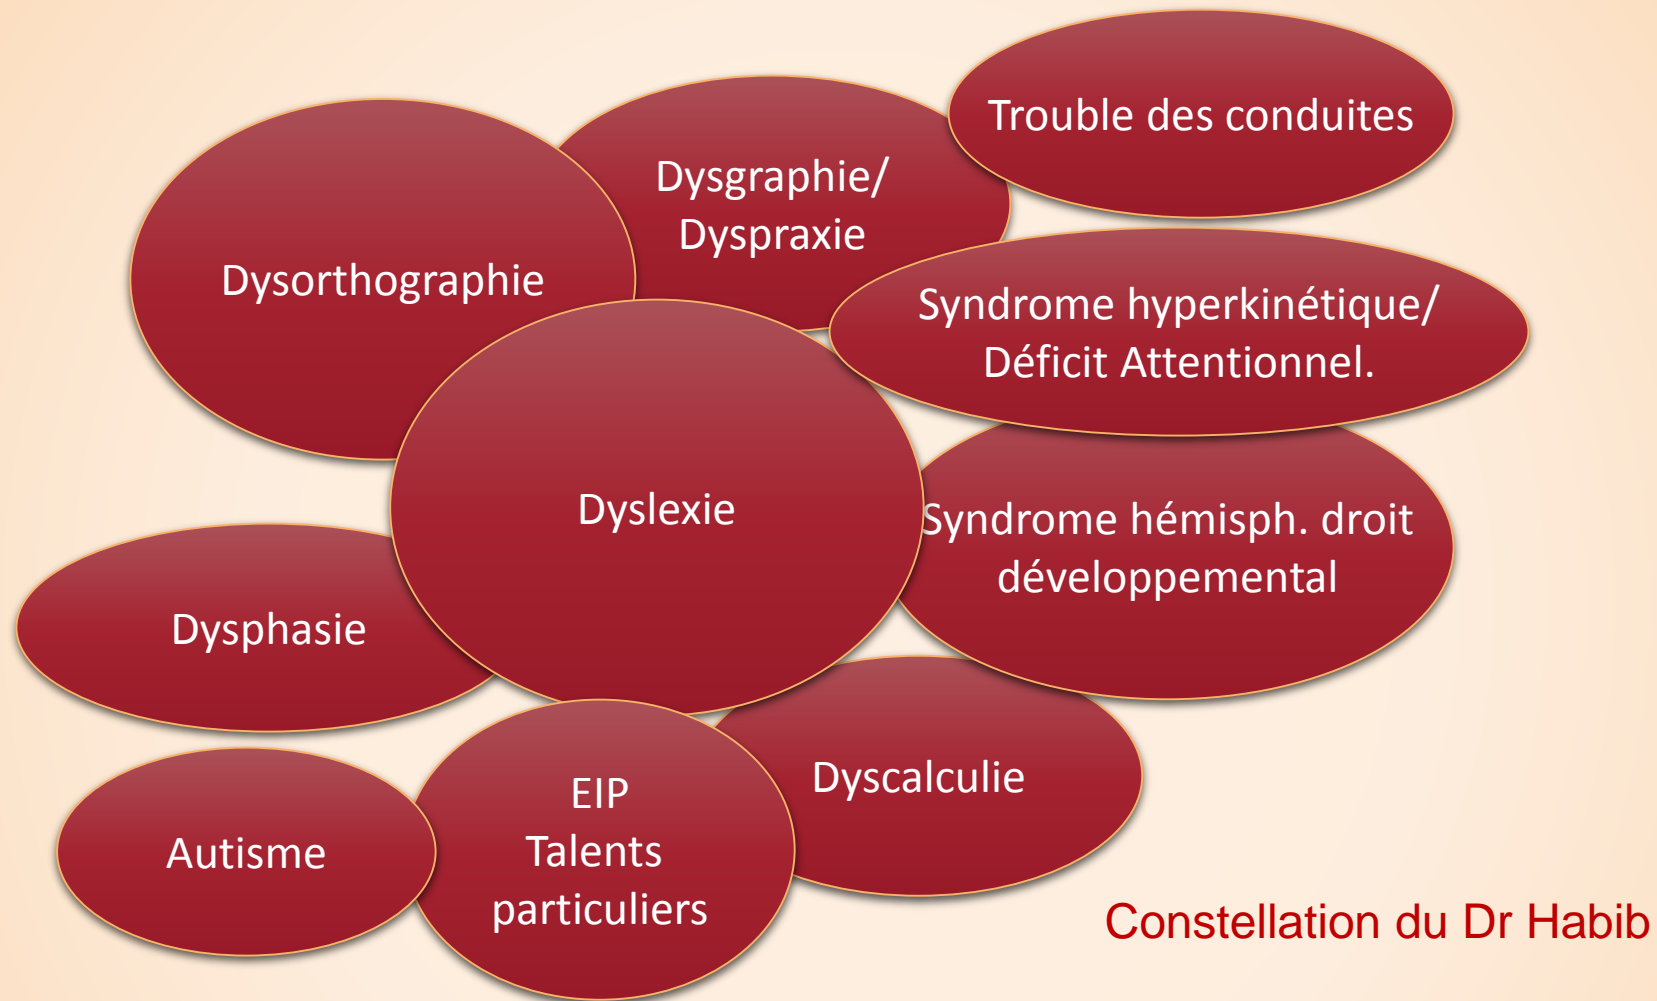 Trouble des conduites
Dysgraphie/
Dyspraxie
Dysorthographie
Syndrome hyperkinétique/
Déficit Attentionnel.
Dyslexie
Syndrome hémisph. droit
développemental
Dysphasie
Dyscalculie
EIP
Talents
particuliers
Autisme
Constellation du Dr Habib